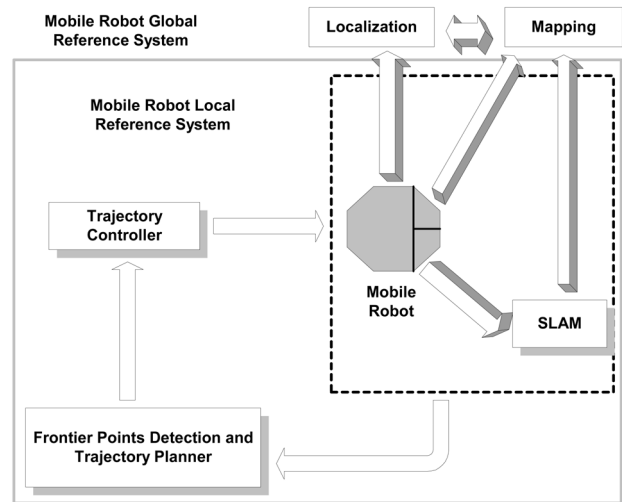 Mobile Robot Global
Reference System
Localization
Mapping
Mobile Robot Local
Reference System
Trajectory
Controller
Mobile
Robot
SLAM
Frontier Points Detection and
Trajectory Planner